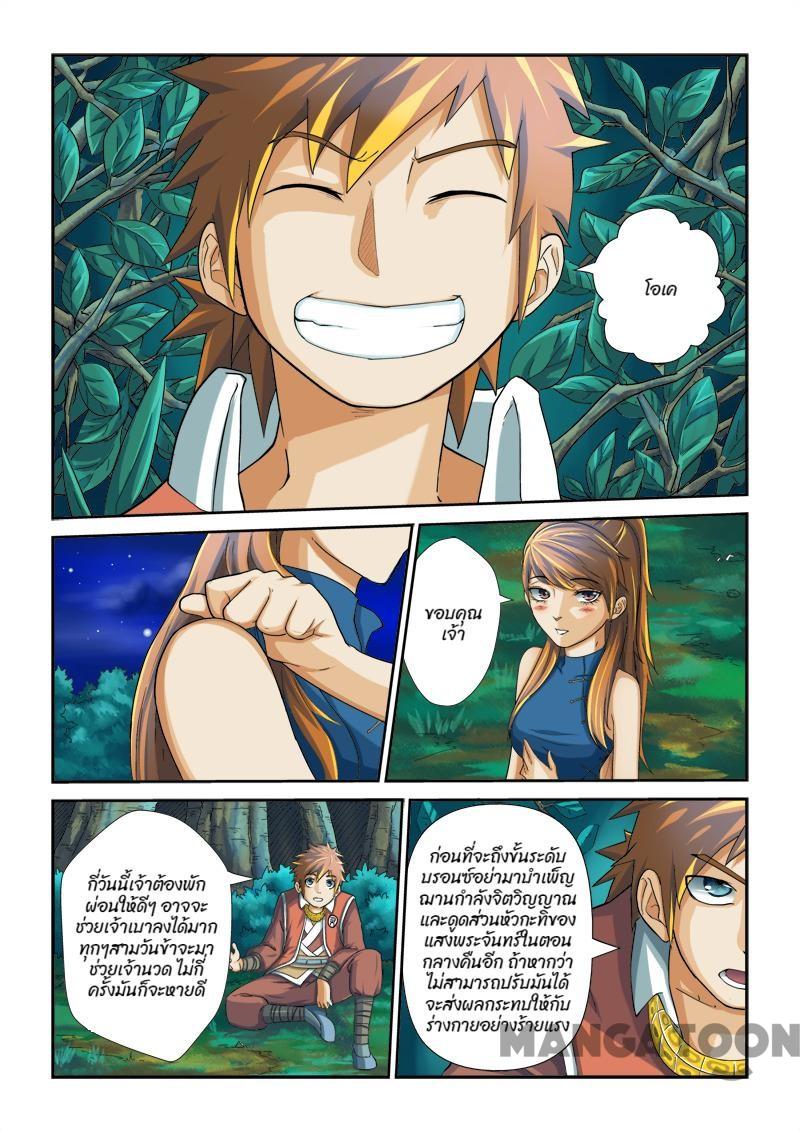 โอเค
ขอบคุณ
เจ้า
กี่วันนี้เจ้าต้องพัก
ผ่อนให้ดีๆ อาจจะ
ช่วยเจ้าเบาลงได้มาก
ทุกๆสามวันข้าจะมา
ช่วยเจ้านวด ไม่กี่
ครั้งมันก็จะหายดี
ก่อนที่จะถึงขั้นระดับ
บรอนซ์อย่ามาบำเพ็ญ
ฌานกำลังจิตวิญญาณ
และดูดส่วนหัวกะทิของ
แสงพระจันทร์ในตอน
กลางคืนอีก ถ้าหากว่า
ไม่สามารถปรับมันได้
จะส่งผลกระทบให้กับ
ร่างกายอย่างร้ายแรง
MANGATOON